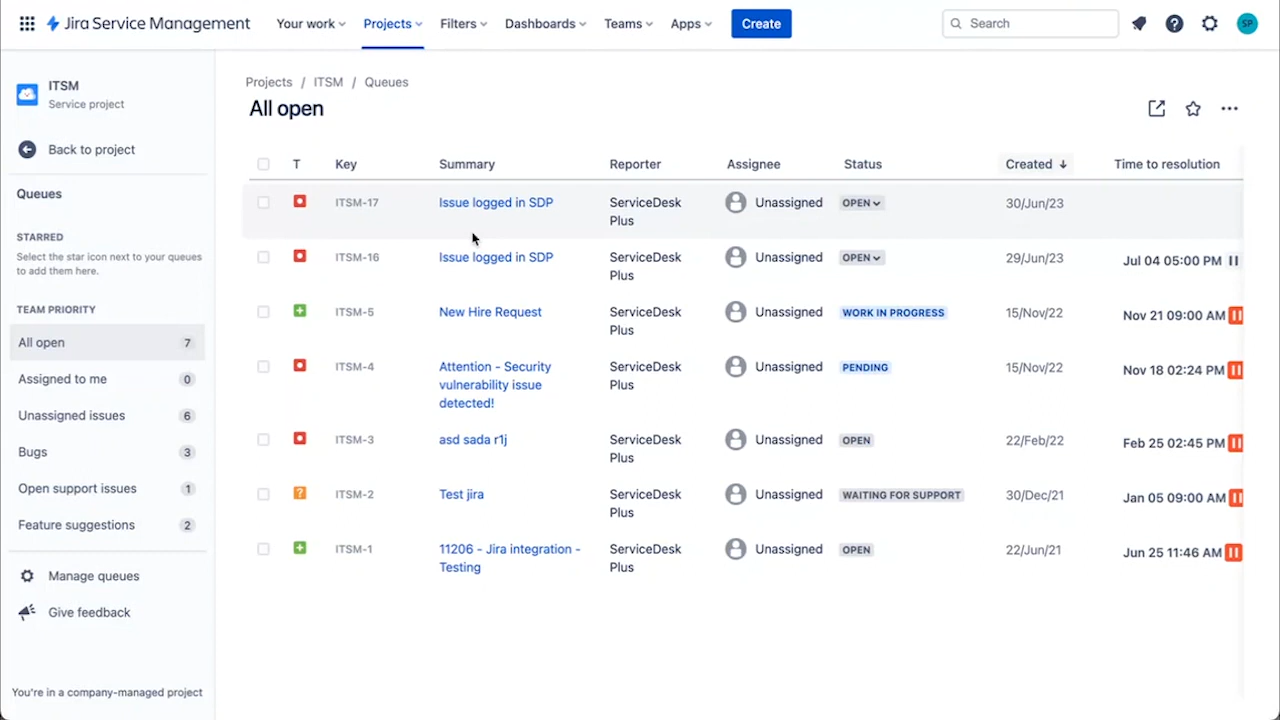 Jira Service Management Your work Projects Filters Dashboards Teams Apps Create Search SP
ITSM
Service project
Back to project
Queues
STARRED
Select the star icon next to your queues
to add them here.
TEAM PRIORITY
All open 7
Assigned to me 0
Unassigned issues 6
Bugs 3
Open support issues 1
Feature suggestions 2
Manage queues
Give feedback
You're in a company-managed project
Projects / ITSM / Queues
All open
T Key Summary Reporter Assignee Status Created ↓ Time to resolution
ITSM-17 Issue logged in SDP ServiceDesk Unassigned OPEN 30/Jun/23
Plus
ITSM-16 Issue logged in SDP ServiceDesk Unassigned OPEN 29/Jun/23 Jul 04 05:00 PM
Plus
ITSM-5 New Hire Request ServiceDesk Unassigned WORK IN PROGRESS 15/Nov/22 Nov 21 09:00 AM
Plus
ITSM-4 Attention - Security ServiceDesk Unassigned PENDING 15/Nov/22 Nov 18 02:24 PM
vulnerability issue Plus
detected!
ITSM-3 asd sada r1j ServiceDesk Unassigned OPEN 22/Feb/22 Feb 25 02:45 PM
Plus
ITSM-2 Test jira ServiceDesk Unassigned WAITING FOR SUPPORT 30/Dec/21 Jan 05 09:00 AM
Plus
ITSM-1 11206 - Jira integration - ServiceDesk Unassigned OPEN 22/Jun/21 Jun 25 11:46 AM
Testing Plus